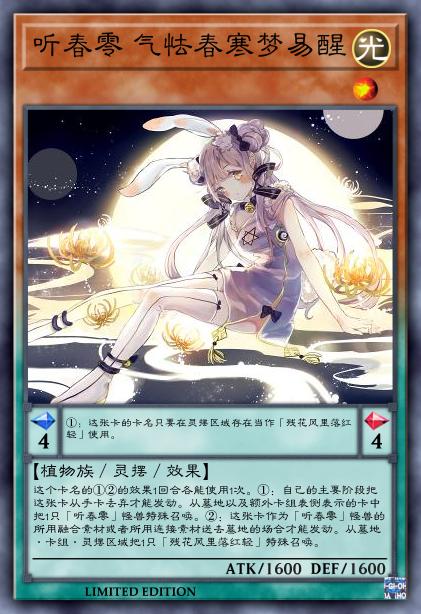 听春零 气怯春寒梦易醒
光
①：这张卡的卡名只要在灵摆区域存在当作「残花风里落红
轻」使用。
4
4
【植物族／灵摆／效果】
这个卡名的①②的效果1回合各能使用1次。①：自己的主要阶段把
这张卡从手卡丢弃才能发动。从墓地以及额外卡组表侧表示的卡中
把1只「听春零」怪兽特殊召唤。②：这张卡作为「听春零」怪兽的
所用融合素材或者所用连接素材送去墓地的场合才能发动。从墓地
・卡组・灵摆区域把1只「残花风里落红轻」特殊召唤。
ATK/1600 DEF/1600
LIMITED EDITION